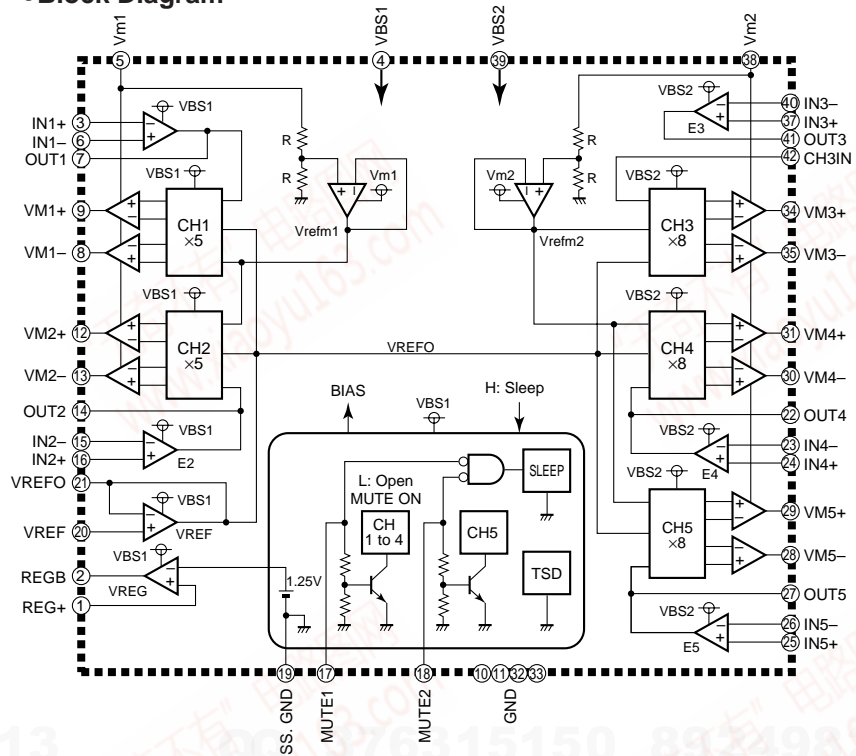 •Block Diagram
Vm1
VBS1
VBS2
Vm2
5
4
39
38
3 IN1+
6 IN1–
7 OUT1
VBS1
VBS1
9 VM1+
8 VM1–
CH1
×5
R
R
Vm1
Vrefm1
Vm2
R
R
Vrefm2
VBS2
E3
40 IN3–
37 IN3+
41 OUT3
42 CH3IN
VBS2
CH3
×8
34 VM3+
35 VM3–
VBS1
12 VM2+
13 VM2–
CH2
×5
VREFO
VBS2
CH4
×8
31 VM4+
30 VM4–
14 OUT2
15 IN2–
16 IN2+
VBS1
E2
22 OUT4
VBS2
E4
23 IN4–
24 IN4+
21 VREFO
20 VREF
VBS1
VREF
VBS2
CH5
×8
29 VM5+
28 VM5–
2 REGB
1 REG+
VBS1
VREG
1.25V
27 OUT5
VBS2
E5
26 IN5–
25 IN5+
BIAS
VBS1
H: Sleep
L: Open
MUTE ON
CH
1 to 4
CH5
SLEEP
TSD
19
17
18
10 11 32 33
SS. GND
MUTE1
MUTE2
GND